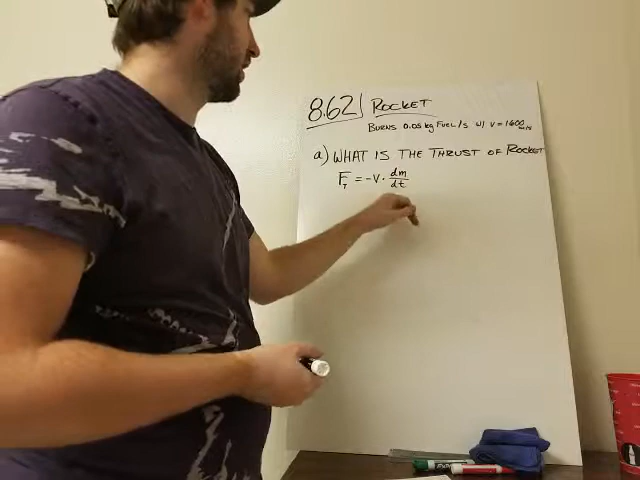 8.62 ROCKET
BURNS 0.05 kg FUEL/s W/ V = 1600 m/s
a) WHAT IS THE THRUST OF ROCKET
F_T = -V · dm/dt